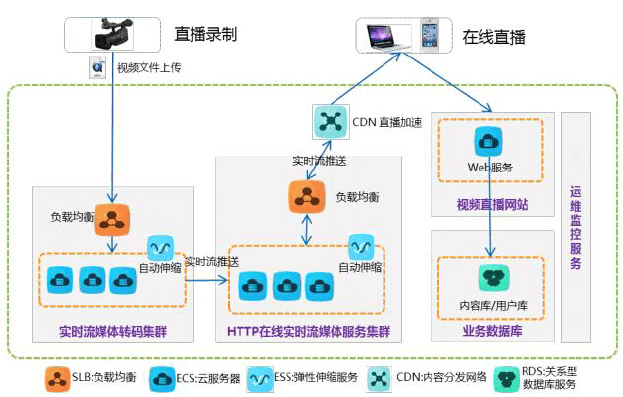 直播录制
在线直播
视频文件上传
CDN 直播加速
实时流推送
Web服务
视频直播网站
运维监控服务
负载均衡
负载均衡
自动伸缩
实时流推送
自动伸缩
内容库/用户库
实时流媒体转码集群
HTTP在线实时流媒体服务集群
业务数据库
SLB:负载均衡
ECS:云服务器
ESS:弹性伸缩服务
CDN:内容分发网络
RDS:关系型
数据库服务